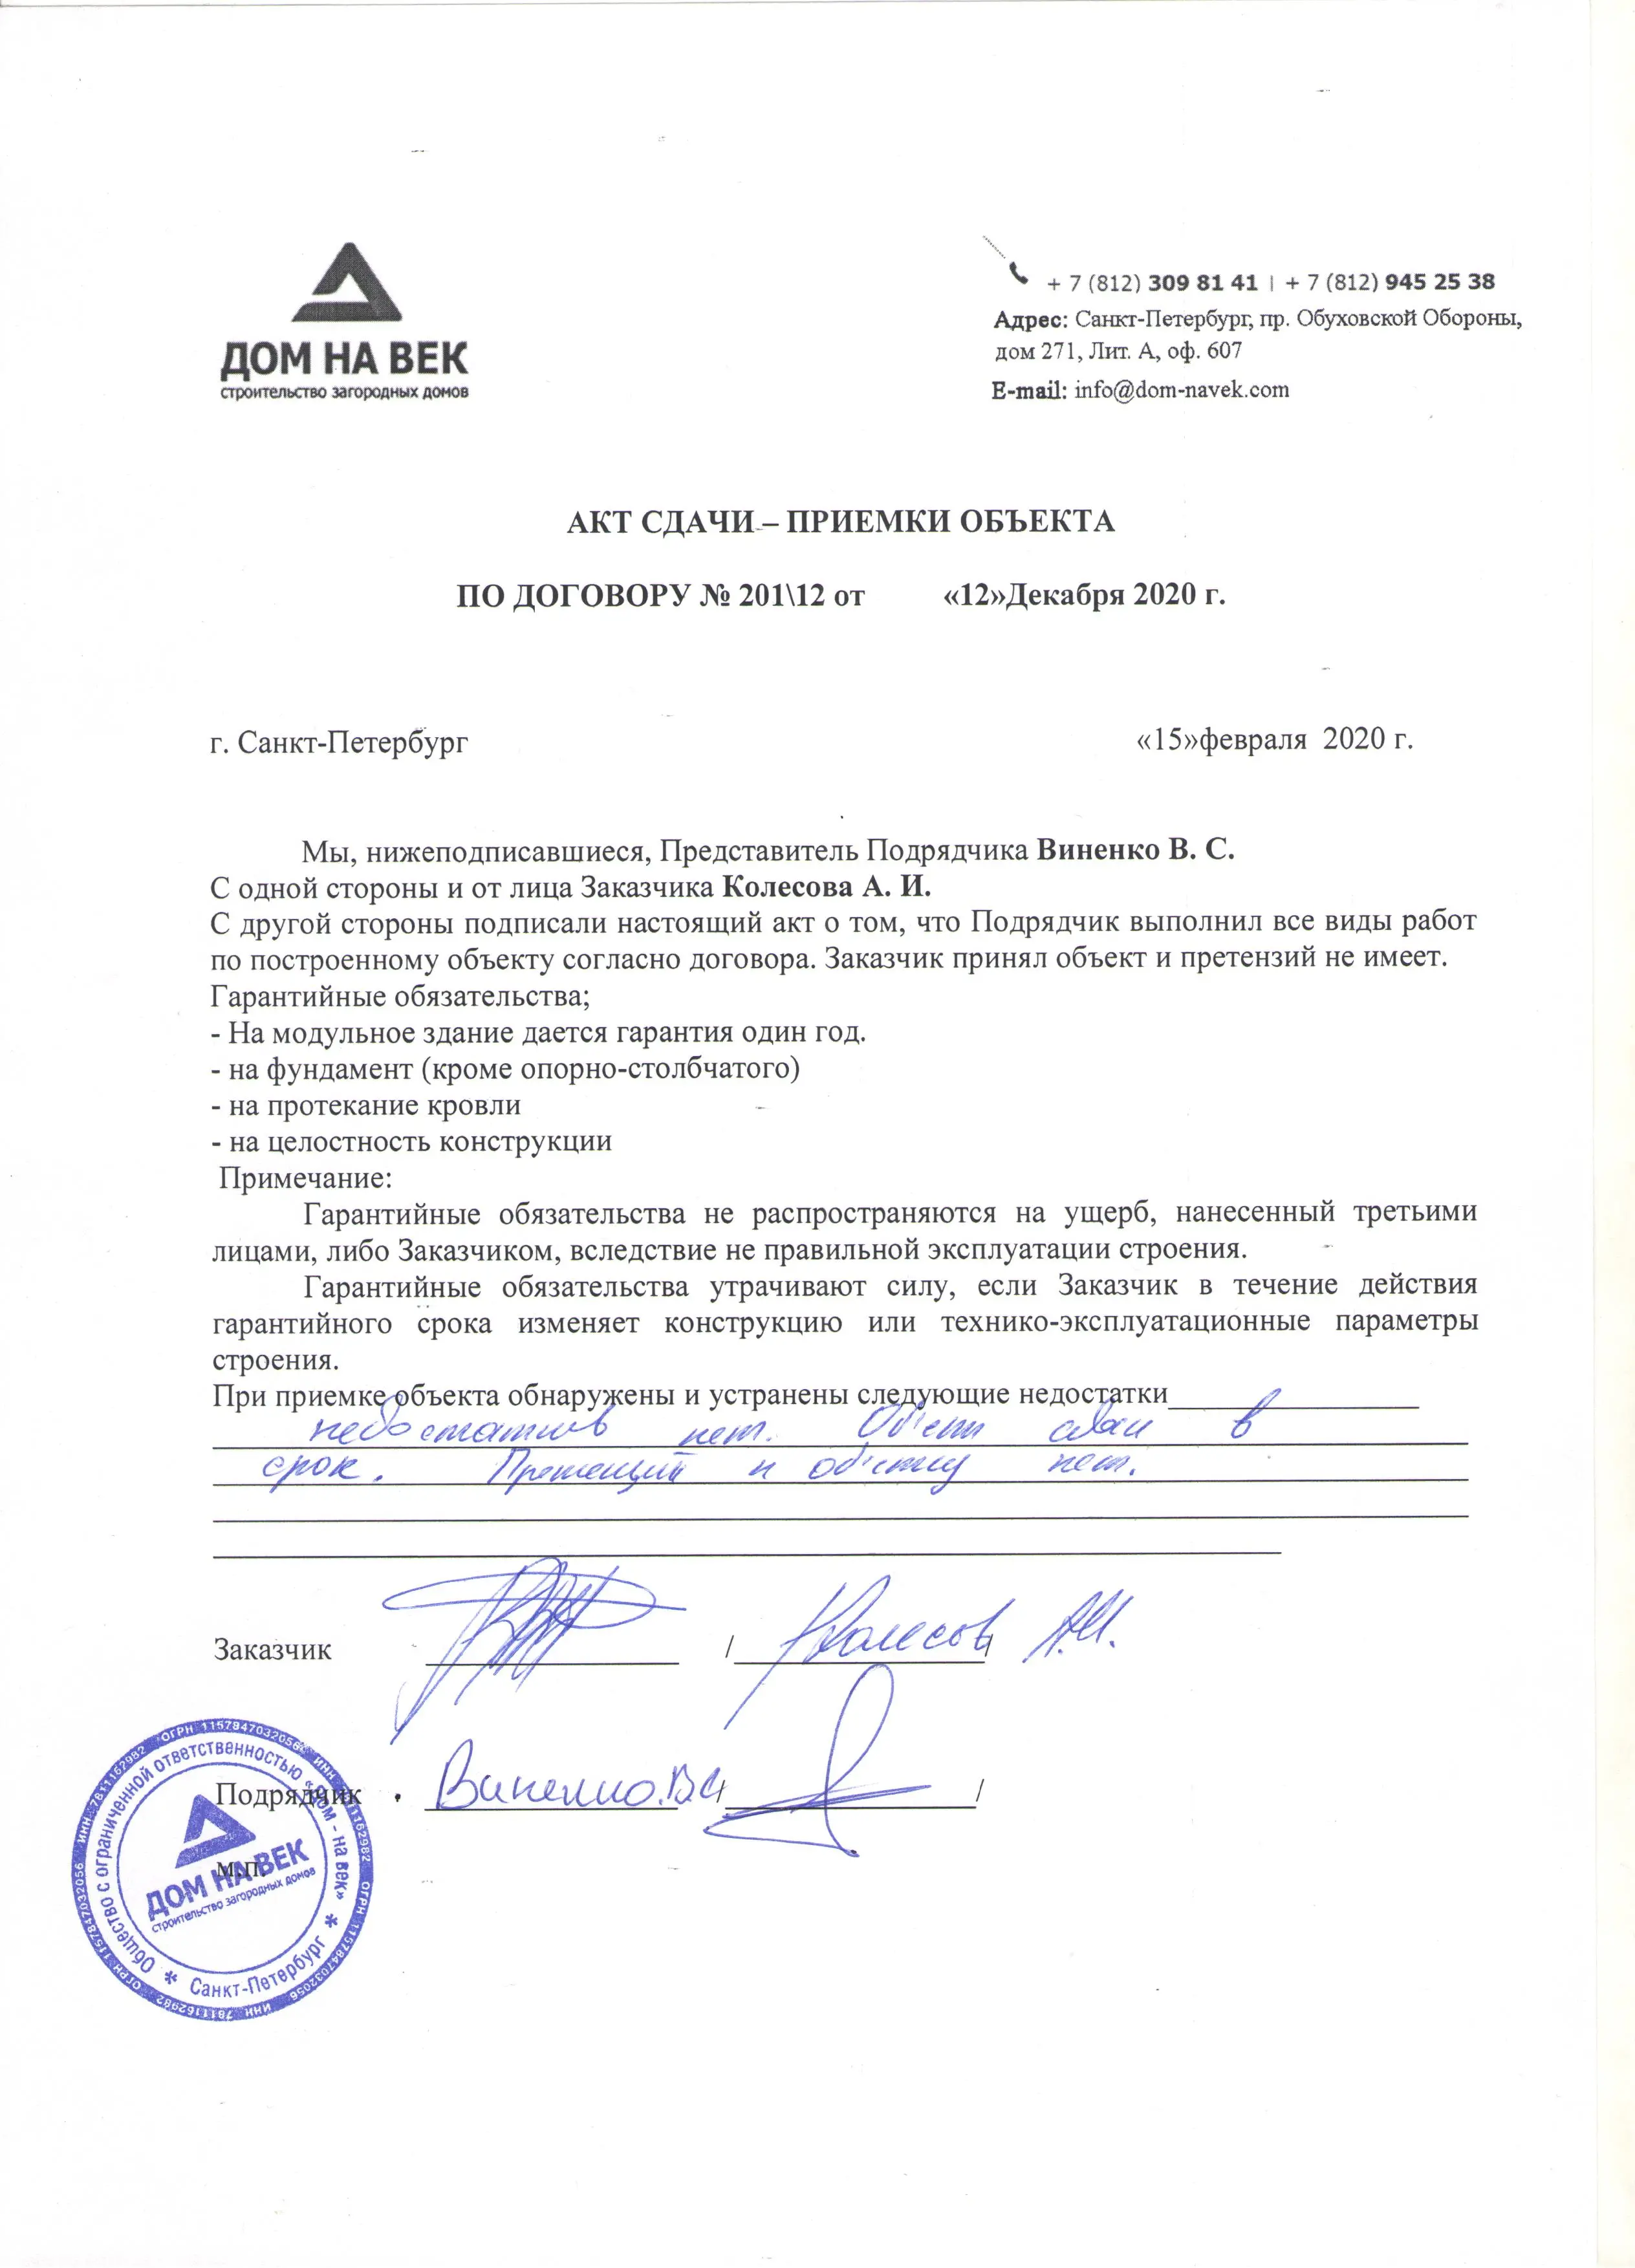 ДОМ НА ВЕК
строительство загородных домов
+ 7 (812) 309 81 41 | + 7 (812) 945 25 38
Адрес: Санкт-Петербург, пр. Обуховской Обороны,
дом 271, Лит. А, оф. 607
E-mail: info@dom-navek.com
АКТ СДАЧИ – ПРИЕМКИ ОБЪЕКТА
ПО ДОГОВОРУ № 201\12 от «12»Декабря 2020 г.
г. Санкт-Петербург «15»февраля 2020 г.
Мы, нижеподписавшиеся, Представитель Подрядчика Виненко В. С.
С одной стороны и от лица Заказчика Колесова А. И.
С другой стороны подписали настоящий акт о том, что Подрядчик выполнил все виды работ
по построенному объекту согласно договора. Заказчик принял объект и претензий не имеет.
Гарантийные обязательства;
- На модульное здание дается гарантия один год.
- на фундамент (кроме опорно-столбчатого)
- на протекание кровли
- на целостность конструкции
Примечание:
Гарантийные обязательства не распространяются на ущерб, нанесенный третьими
лицами, либо Заказчиком, вследствие не правильной эксплуатации строения.
Гарантийные обязательства утрачивают силу, если Заказчик в течение действия
гарантийного срока изменяет конструкцию или технико-эксплуатационные параметры
строения.
При приемке объекта обнаружены и устранены следующие недостатки
недостатков нет. Объект сдан в
срок. Претензий к объекту нет.
Заказчик / Колесов / А.И.
Подрядчик Виненко.В.С / /
м.п.
Общество с ограниченной ответственностью «Дом - на век»
* Санкт-Петербург *
ОГРН 1157847032056 ИНН 7811162982
ДОМ НА ВЕК
строительство загородных домов